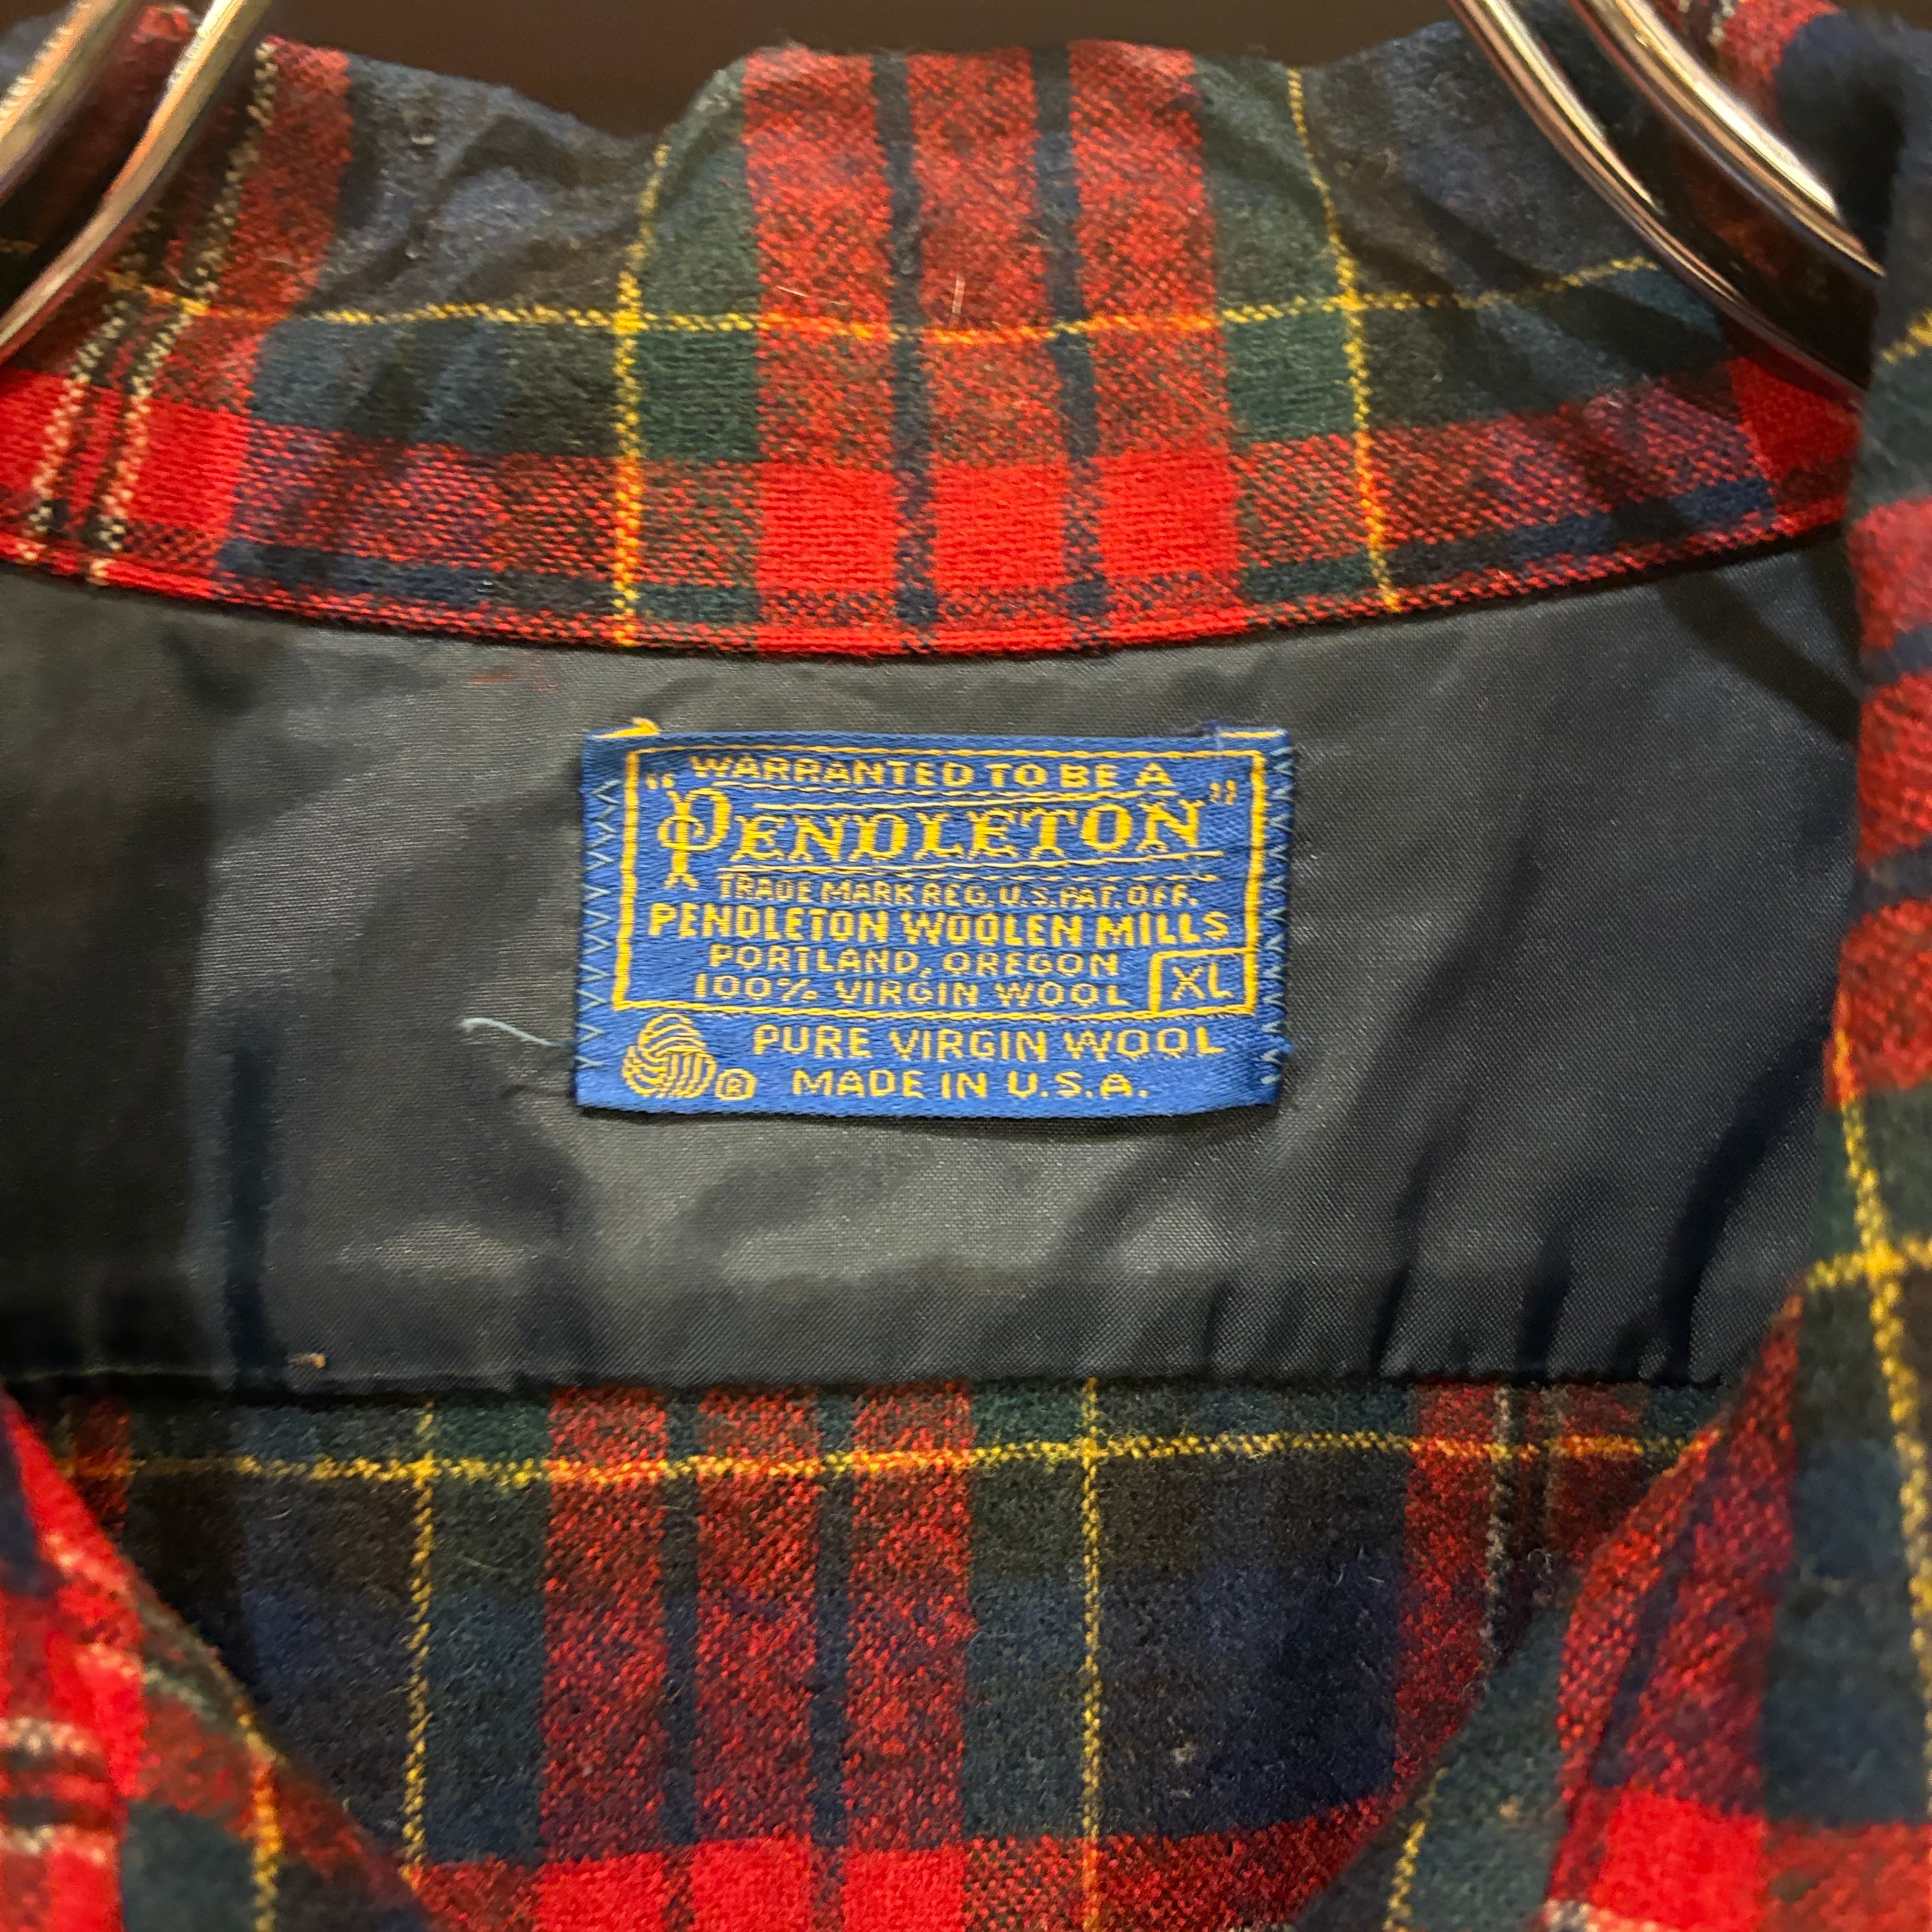 WARRANTED TO BE A
"PENDLETON"
TRADE MARK REG. U.S. PAT. OFF.
PENDLETON WOOLEN MILLS
PORTLAND, OREGON
100% VIRGIN WOOL XL
PURE VIRGIN WOOL
® MADE IN U.S.A.